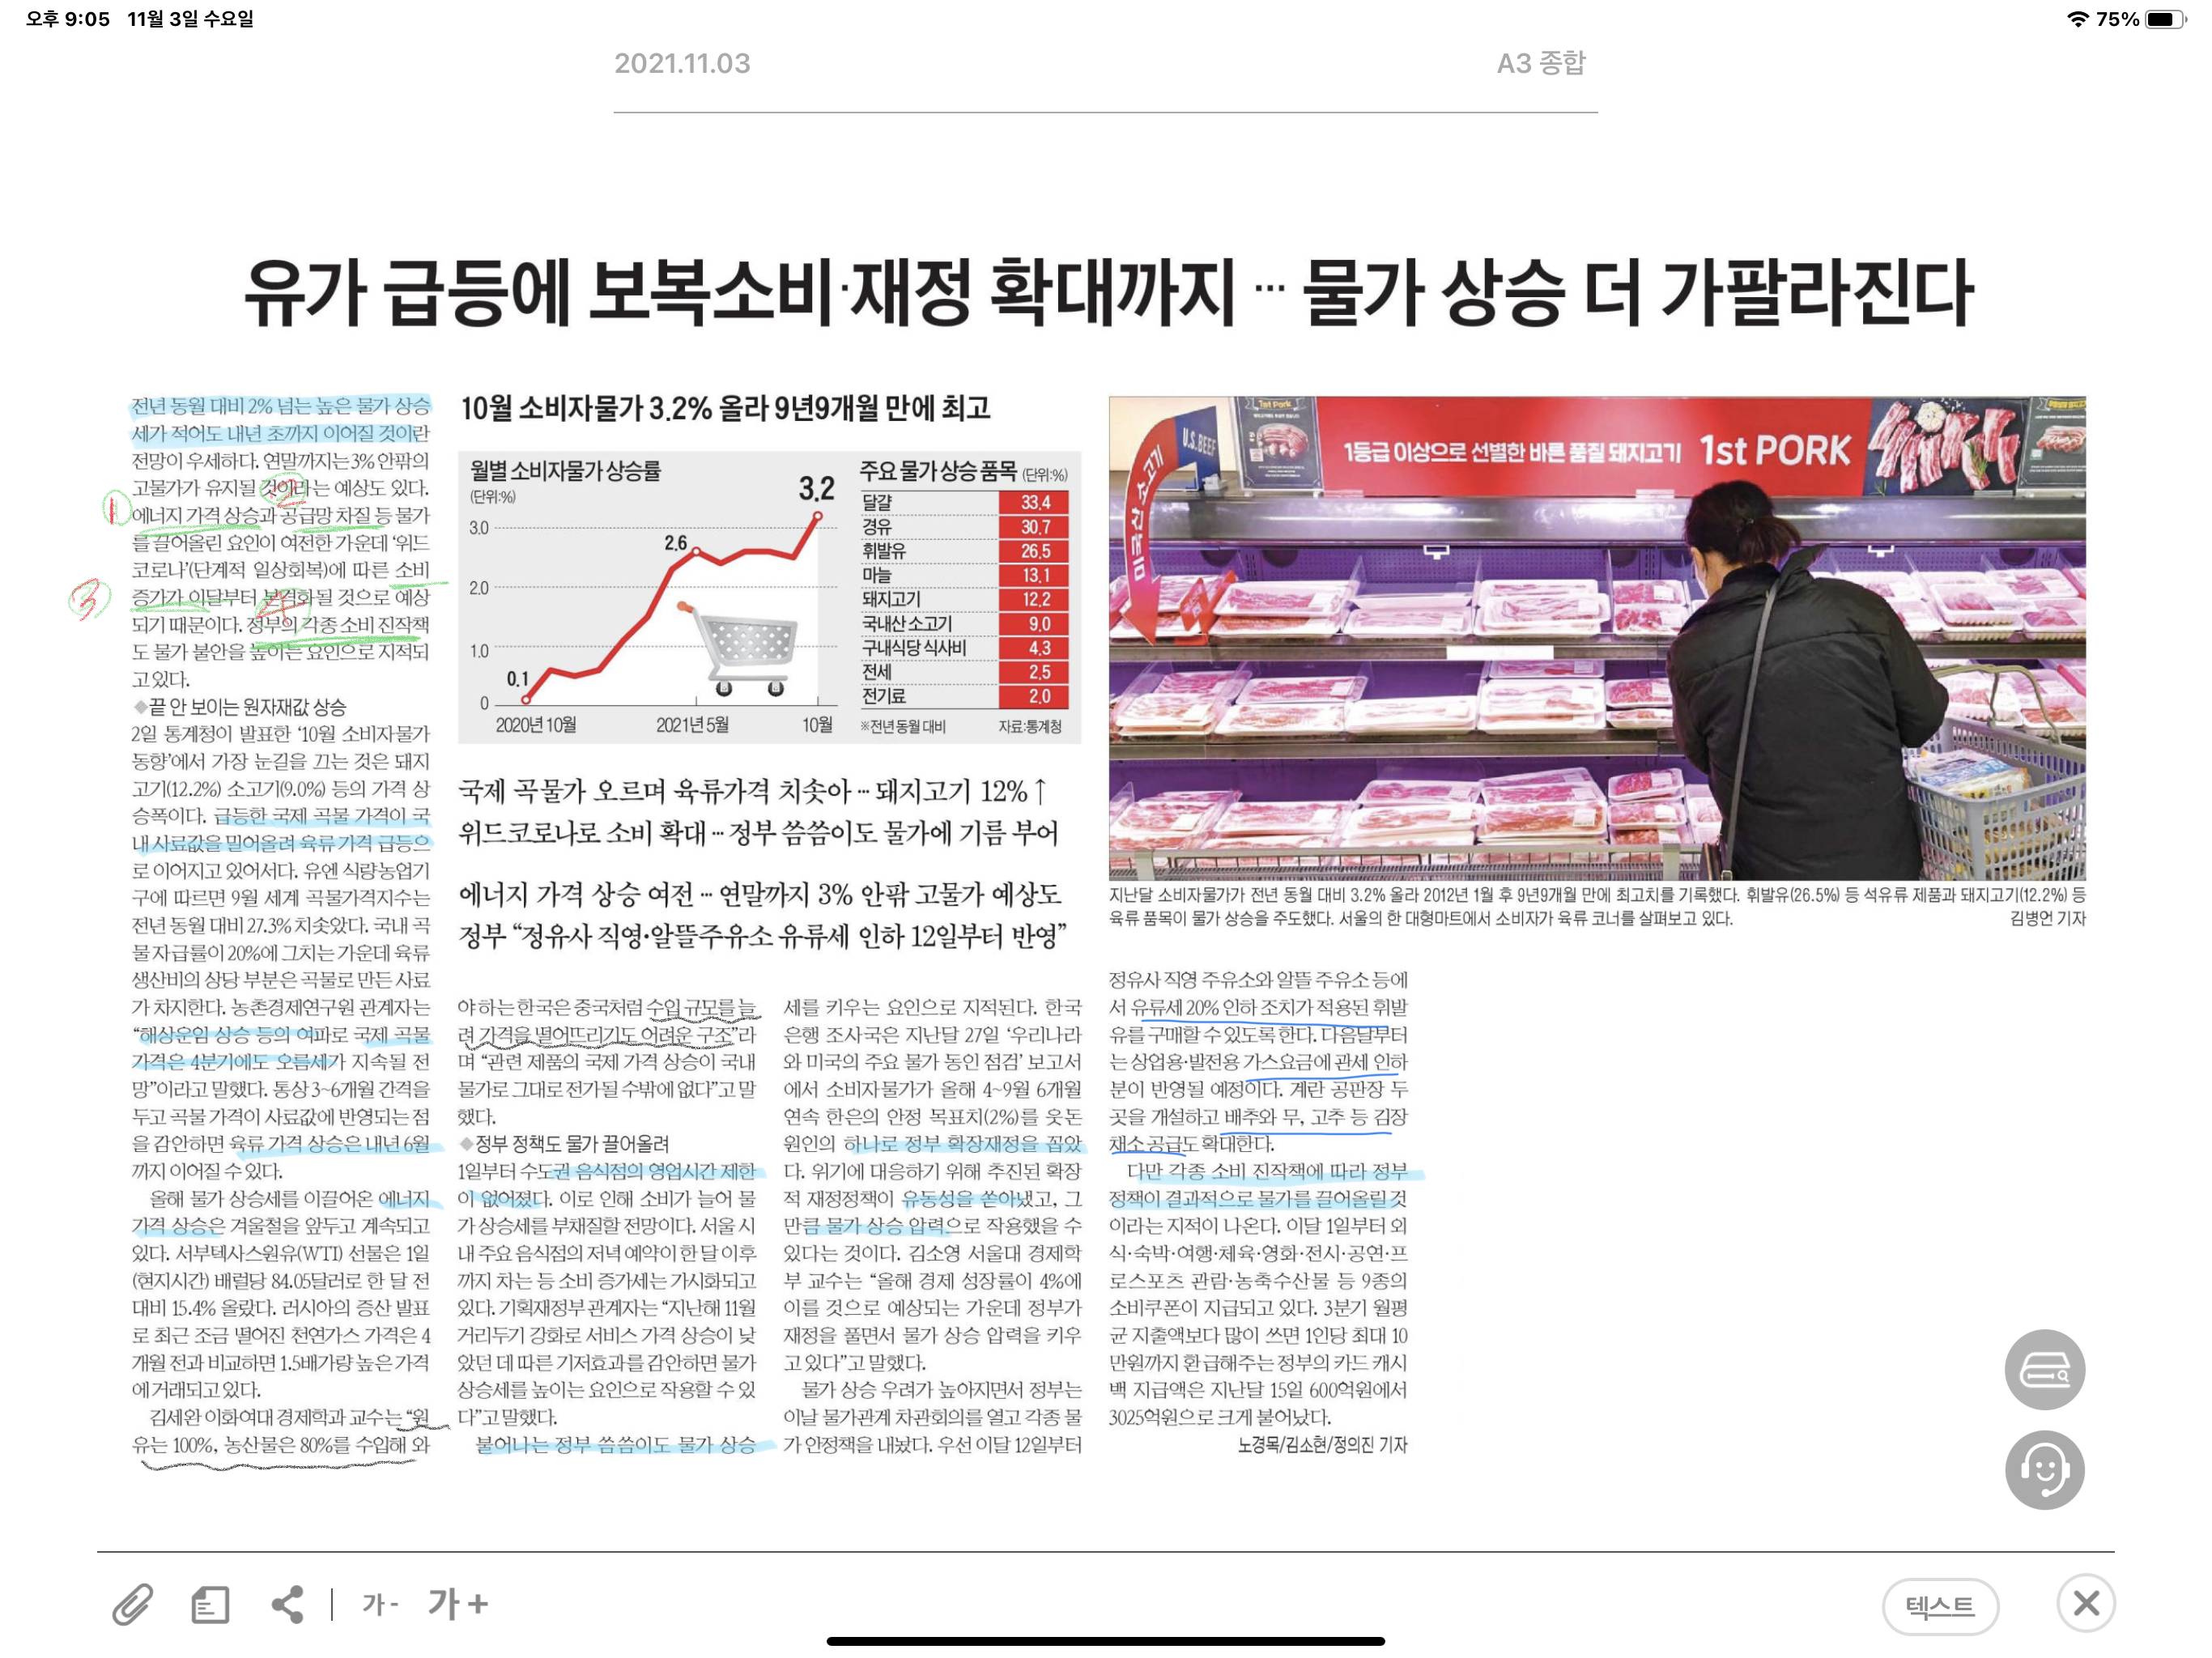 오후 9:05 11월 3일 수요일
75%
2021.11.03
A3 종합
유가 급등에 보복소비·재정 확대까지 … 물가 상승 더 가팔라진다
전년 동월 대비 2% 넘는 높은 물가 상승
세가 적어도 내년 초까지 이어질 것이란
전망이 우세하다. 연말까지는 3% 안팎의
고물가가 유지될 것이라는 예상도 있다.
에너지 가격 상승과 공급망 차질 등 물가
를 끌어올린 요인이 여전한 가운데 ‘위드
코로나’(단계적 일상회복)에 따른 소비
증가가 이달부터 본격화될 것으로 예상
되기 때문이다. 정부의 각종 소비 진작책
도 물가 불안을 높이는 요인으로 지적되
고 있다.
1
2
3
4
◆끝 안 보이는 원자재값 상승
2일 통계청이 발표한 ‘10월 소비자물가
동향’에서 가장 눈길을 끄는 것은 돼지
고기(12.2%) 소고기(9.0%) 등의 가격 상
승폭이다. 급등한 국제 곡물 가격이 국
내 사료값을 밀어올려 육류 가격 급등으
로 이어지고 있어서다. 유엔 식량농업기
구에 따르면 9월 세계 곡물가격지수는
전년 동월 대비 27.3% 치솟았다. 국내 곡
물자급률이 20%에 그치는 가운데 육류
생산비의 상당 부분은 곡물로 만든 사료
가 차지한다. 농촌경제연구원 관계자는
“해상운임 상승 등의 여파로 국제 곡물
가격은 4분기에도 오름세가 지속될 전
망”이라고 말했다. 통상 3~6개월 간격을
두고 곡물 가격이 사료값에 반영되는 점
을 감안하면 육류 가격 상승은 내년 6월
까지 이어질 수 있다.
올해 물가 상승세를 이끌어온 에너지
가격 상승은 겨울철을 앞두고 계속되고
있다. 서부텍사스원유(WTI) 선물은 1일
(현지시간) 배럴당 84.05달러로 한 달 전
대비 15.4% 올랐다. 러시아의 증산 발표
로 최근 조금 떨어진 천연가스 가격은 4
개월 전과 비교하면 1.5배가량 높은 가격
에 거래되고 있다.
김세완 이화여대 경제학과 교수는 “원
유는 100%, 농산물은 80%를 수입해 와
10월 소비자물가 3.2% 올라 9년9개월 만에 최고
월별 소비자물가 상승률
(단위:%)
3.0
2.0
1.0
0
0.1
2.6
3.2
2020년 10월
2021년 5월
10월
주요 물가 상승 품목 (단위:%)
달걀 33.4
경유 30.7
휘발유 26.5
마늘 13.1
돼지고기 12.2
국내산 소고기 9.0
구내식당 식사비 4.3
전세 2.5
전기료 2.0
※전년 동월 대비 자료:통계청
국제 곡물가 오르며 육류가격 치솟아 … 돼지고기 12%↑
위드코로나로 소비 확대 … 정부 씀씀이도 물가에 기름 부어
에너지 가격 상승 여전 … 연말까지 3% 안팎 고물가 예상도
정부 “정유사 직영·알뜰주유소 유류세 인하 12일부터 반영”
야 하는 한국은 중국처럼 수입 규모를 늘
려 가격을 떨어뜨리기도 어려운 구조”라
며 “관련 제품의 국제 가격 상승이 국내
물가로 그대로 전가될 수밖에 없다”고 말
했다.
◆정부 정책도 물가 끌어올려
1일부터 수도권 음식점의 영업시간 제한
이 없어졌다. 이로 인해 소비가 늘어 물
가 상승세를 부채질할 전망이다. 서울 시
내 주요 음식점의 저녁 예약이 한 달 이후
까지 차는 등 소비 증가세는 가시화되고
있다. 기획재정부 관계자는 “지난해 11월
거리두기 강화로 서비스 가격 상승이 낮
았던 데 따른 기저효과를 감안하면 물가
상승세를 높이는 요인으로 작용할 수 있
다”고 말했다.
불어나는 정부 씀씀이도 물가 상승
세를 키우는 요인으로 지적된다. 한국
은행 조사국은 지난달 27일 ‘우리나라
와 미국의 주요 물가 동인 점검’ 보고서
에서 소비자물가가 올해 4~9월 6개월
연속 한은의 안정 목표치(2%)를 웃돈
원인의 하나로 정부 확장재정을 꼽았
다. 위기에 대응하기 위해 추진된 확장
적 재정정책이 유동성을 쏟아냈고, 그
만큼 물가 상승 압력으로 작용했을 수
있다는 것이다. 김소영 서울대 경제학
부 교수는 “올해 경제 성장률이 4%에
이를 것으로 예상되는 가운데 정부가
재정을 풀면서 물가 상승 압력을 키우
고 있다”고 말했다.
물가 상승 우려가 높아지면서 정부는
이날 물가관계 차관회의를 열고 각종 물
가 안정책을 내놨다. 우선 이달 12일부터
U.S. BEEF
미국산 소고기
1등급 이상으로 선별한 바른 품질 돼지고기 1st PORK
지난달 소비자물가가 전년 동월 대비 3.2% 올라 2012년 1월 후 9년9개월 만에 최고치를 기록했다. 휘발유(26.5%) 등 석유류 제품과 돼지고기(12.2%) 등
육류 품목이 물가 상승을 주도했다. 서울의 한 대형마트에서 소비자가 육류 코너를 살펴보고 있다. 김병언 기자
정유사 직영 주유소와 알뜰 주유소 등에
서 유류세 20% 인하 조치가 적용된 휘발
유를 구매할 수 있도록 한다. 다음달부터
는 상업용·발전용 가스요금에 관세 인하
분이 반영될 예정이다. 계란 공판장 두
곳을 개설하고 배추와 무, 고추 등 김장
채소 공급도 확대한다.
다만 각종 소비 진작책에 따라 정부
정책이 결과적으로 물가를 끌어올릴 것
이라는 지적이 나온다. 이달 1일부터 외
식·숙박·여행·체육·영화·전시·공연·프
로스포츠 관람·농축수산물 등 9종의
소비쿠폰이 지급되고 있다. 3분기 월평
균 지출액보다 많이 쓰면 1인당 최대 10
만원까지 환급해주는 정부의 카드 캐시
백 지급액은 지난달 15일 600억원에서
3025억원으로 크게 불어났다.
노경목/김소현/정의진 기자
가 - 가 +
텍스트